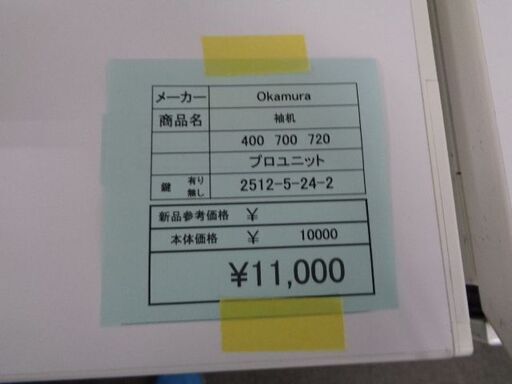 メーカー Okamura
商品名 袖机
400 700 720
プロユニット
鍵 有り 無し 2512-5-24-2
新品参考価格 ¥
本体価格 ¥ 10000
¥11,000